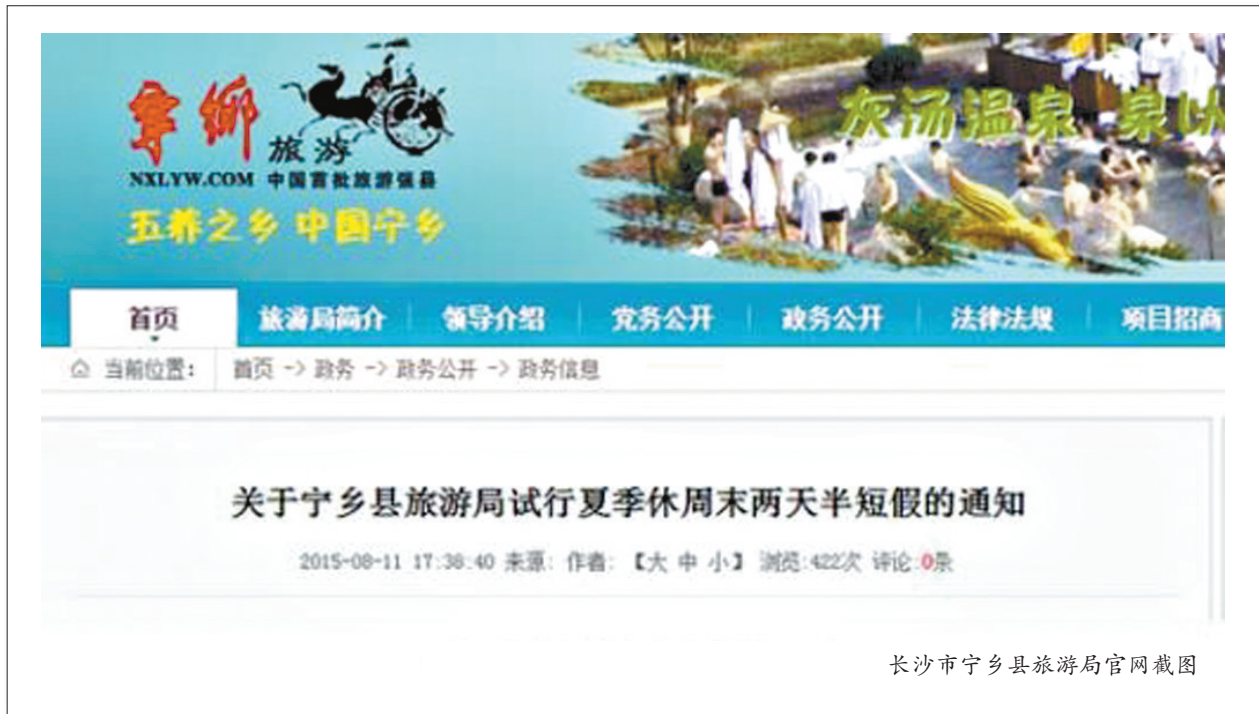 宁乡
旅游
NXLYW.COM 中国首批旅游强县
五养之乡 中国宁乡
灰汤温泉 泉以
首页 旅游局简介 领导介绍 党务公开 政务公开 法律法规 项目招商
当前位置: 首页 -> 政务 -> 政务公开 -> 政务信息
关于宁乡县旅游局试行夏季休周末两天半短假的通知
2015-08-11 17:38:40 来源: 作者: 【大 中 小】 浏览:422次 评论:0条
长沙市宁乡县旅游局官网截图